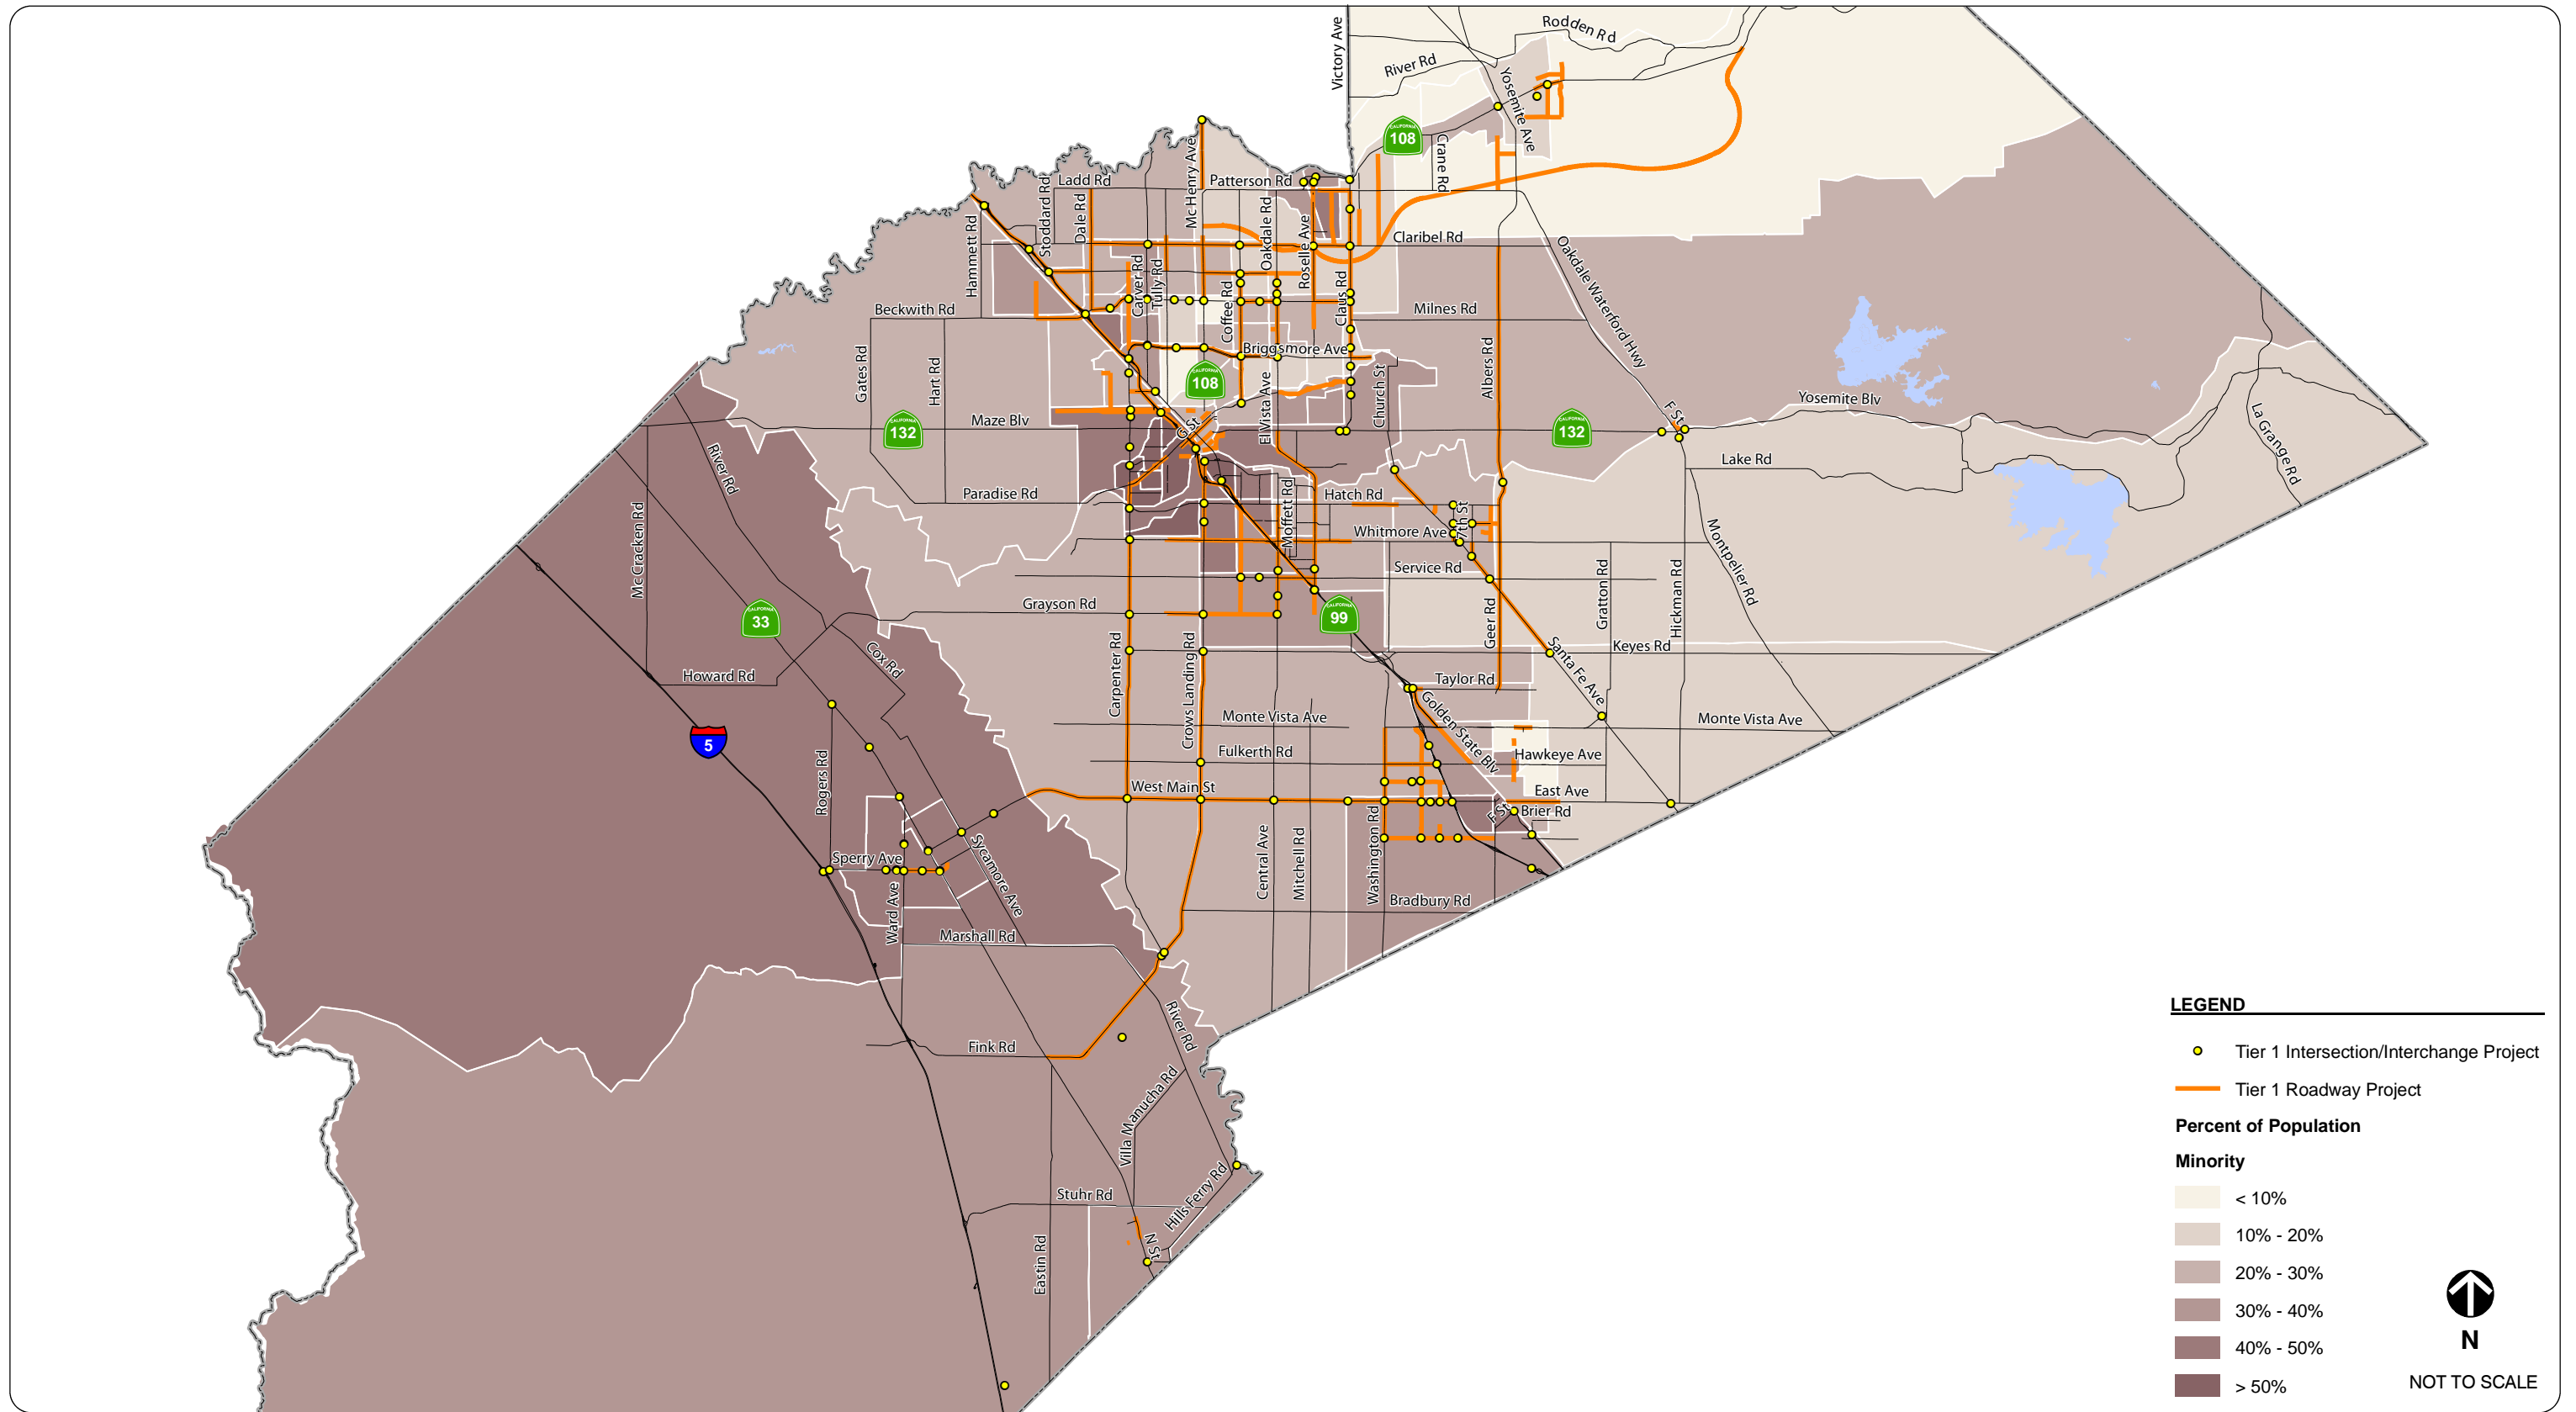 Victory Ave
Rodden Rd
River Rd
Yosemite Ave
CALIFORNIA
108
Crane Rd
Mc Henry Ave
Patterson Rd
Ladd Rd
Stoddard Rd
Dale Rd
Hammett Rd
Oakdale Rd
Roselle Ave
Claribel Rd
Carver Rd
Tully Rd
Oakdale Waterford Hwy
Claus Rd
Coffee Rd
Beckwith Rd
Milnes Rd
Gates Rd
Hart Rd
Briggsmore Ave
Albers Rd
CALIFORNIA
108
El Vista Ave
Church St
Yosemite Blv
F St
La Grange Rd
Maze Blv
CALIFORNIA
132
G St
CALIFORNIA
132
River Rd
Lake Rd
Paradise Rd
Moffett Rd
Hatch Rd
7th St
Whitmore Ave
Mc Cracken Rd
Montpelier Rd
Service Rd
Gratton Rd
Hickman Rd
Grayson Rd
CALIFORNIA
33
CALIFORNIA
99
Geer Rd
Cox Rd
Carpenter Rd
Crows Landing Rd
Santa Fe Ave
Keyes Rd
Howard Rd
Taylor Rd
Golden State Blv
Monte Vista Ave
Monte Vista Ave
5
Rogers Rd
Fulkerth Rd
Hawkeye Ave
West Main St
East Ave
F St
Brier Rd
Sperry Ave
Sycamore Ave
Central Ave
Mitchell Rd
Washington Rd
Ward Ave
Bradbury Rd
Marshall Rd
River Rd
Fink Rd
Villa Manucha Rd
Stuhr Rd
Hills Ferry Rd
Eastin Rd
N St
LEGEND
Tier 1 Intersection/Interchange Project
Tier 1 Roadway Project
Percent of Population
Minority
< 10%
10% - 20%
20% - 30%
30% - 40%
40% - 50%
> 50%
N
NOT TO SCALE